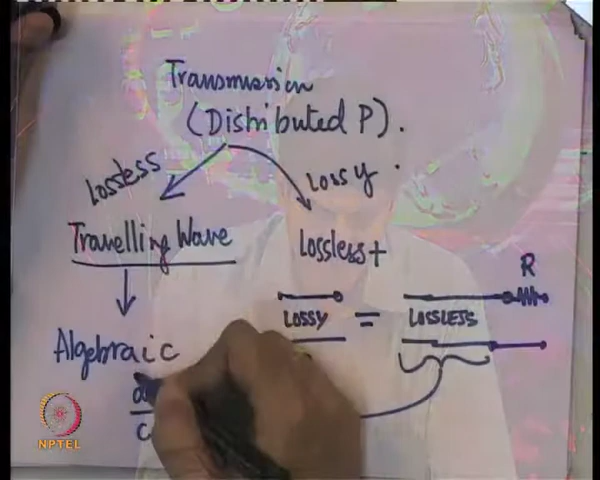 Transmission
(Distributed P).
Lossless
Lossy
Travelling Wave
Lossless+
R
LOSSY = LOSSLESS
Algebraic
NPTEL